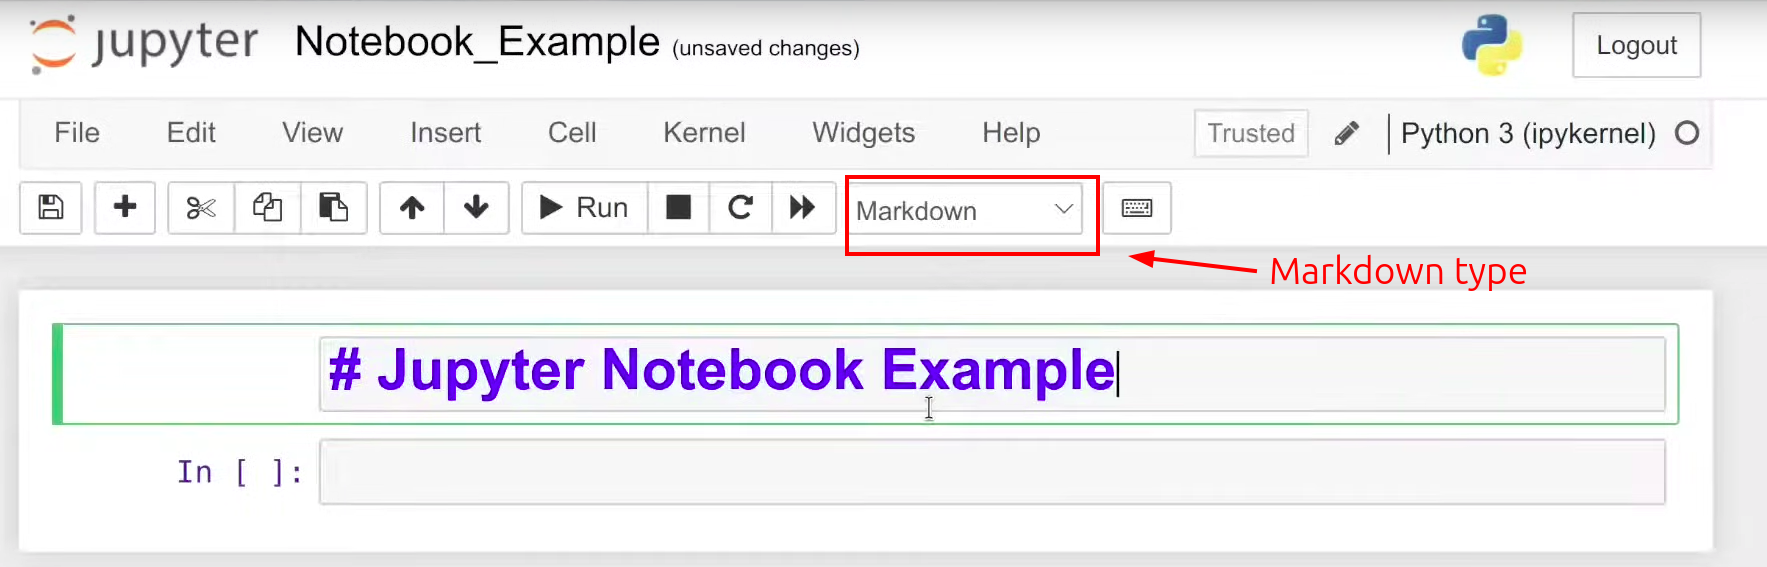 jupyter Notebook_Example (unsaved changes) Logout
File Edit View Insert Cell Kernel Widgets Help Trusted Python 3 (ipykernel)
Run Markdown
Markdown type
# Jupyter Notebook Example
In [ ]: